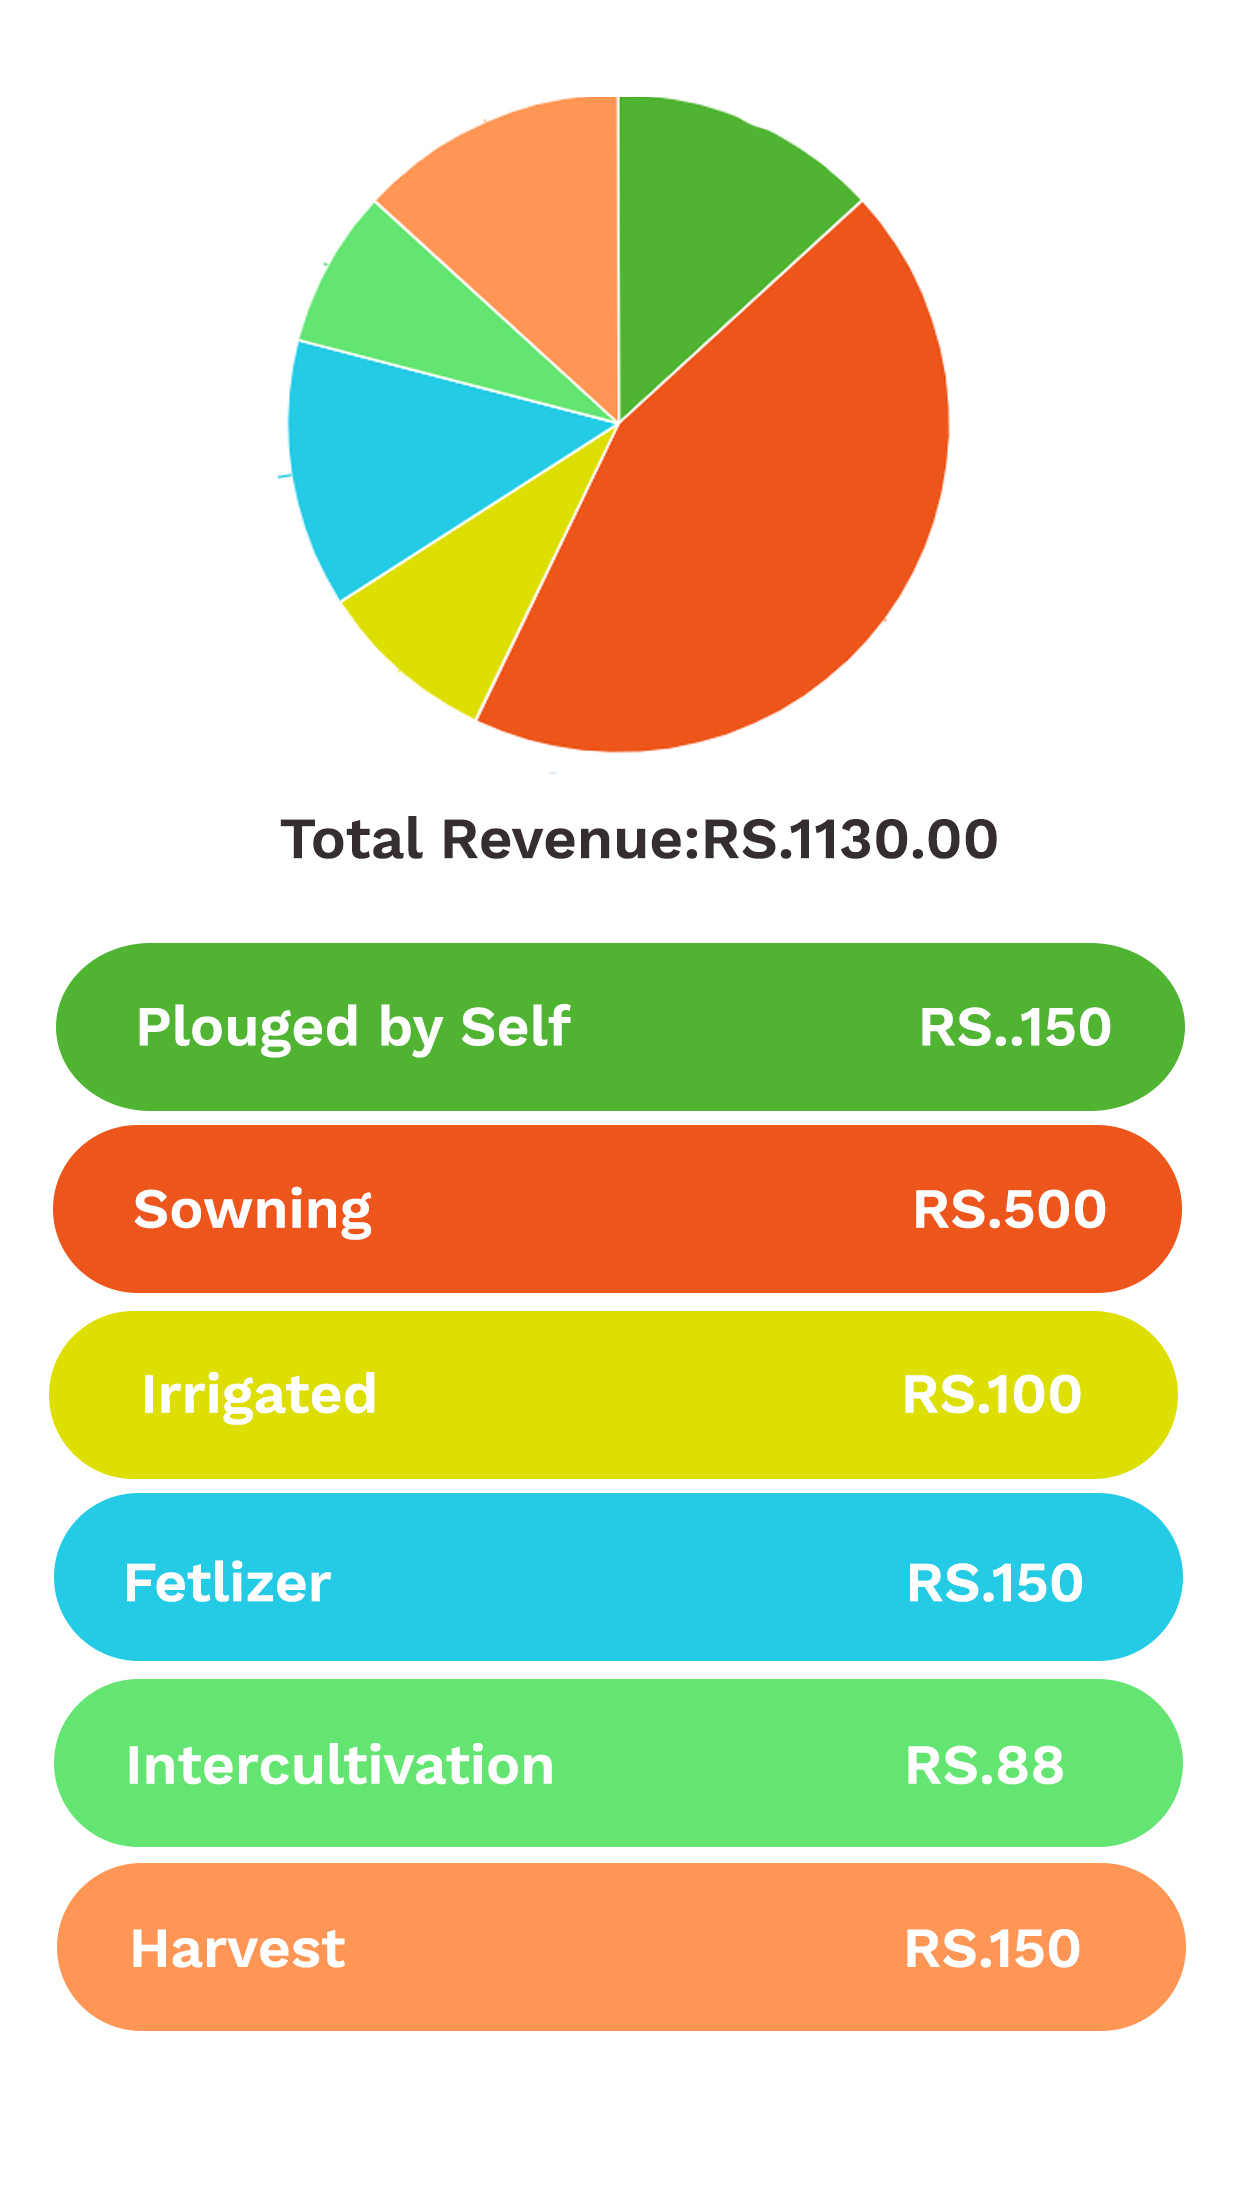 Total Revenue:RS.1130.00
Plouged by Self RS..150
Sowning RS.500
Irrigated RS.100
Fetlizer RS.150
Intercultivation RS.88
Harvest RS.150